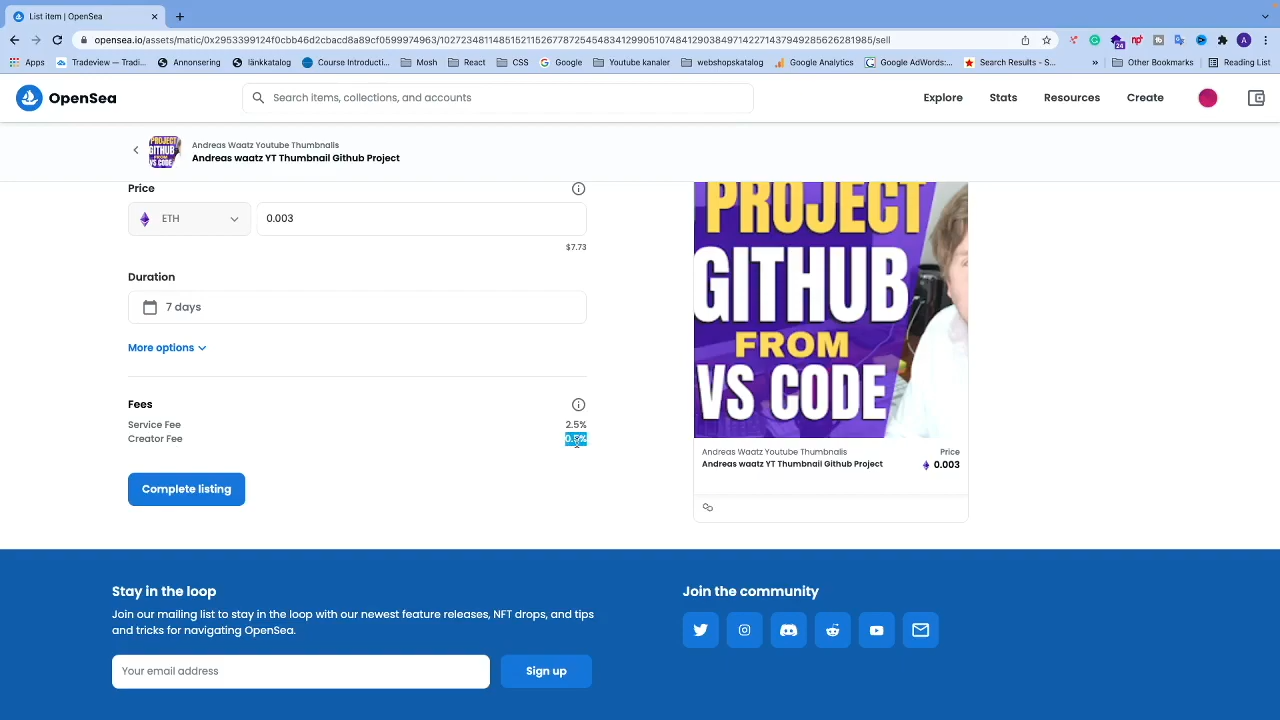 List item | OpenSea
opensea.io/assets/matic/0x2953399124f0cbb46d2cbacd8a89cf0599974963/10272348114851521152677872545483412990510748412903849714227143794928562628198​5/sell
Apps
Tradeview – Tradi...
Annonsering
länkkatalog
Course Introducti...
Mosh
React
CSS
Google
Youtube kanaler
webshopskatalog
Google Analytics
Google AdWords:...
Search Results - S...
»
Other Bookmarks
Reading List
OpenSea
Search items, collections, and accounts
Explore
Stats
Resources
Create
Andreas Waatz Youtube Thumbnails
Andreas waatz YT Thumbnail Github Project
Price
ETH
0.003
$7.73
Duration
7 days
More options
Fees
Service Fee
2.5%
Creator Fee
Complete listing
PROJECT
GITHUB
FROM
VS CODE
Andreas Waatz Youtube Thumbnails
Price
Andreas waatz YT Thumbnail Github Project
0.003
Stay in the loop
Join our mailing list to stay in the loop with our newest feature releases, NFT drops, and tips
and tricks for navigating OpenSea.
Your email address
Sign up
Join the community